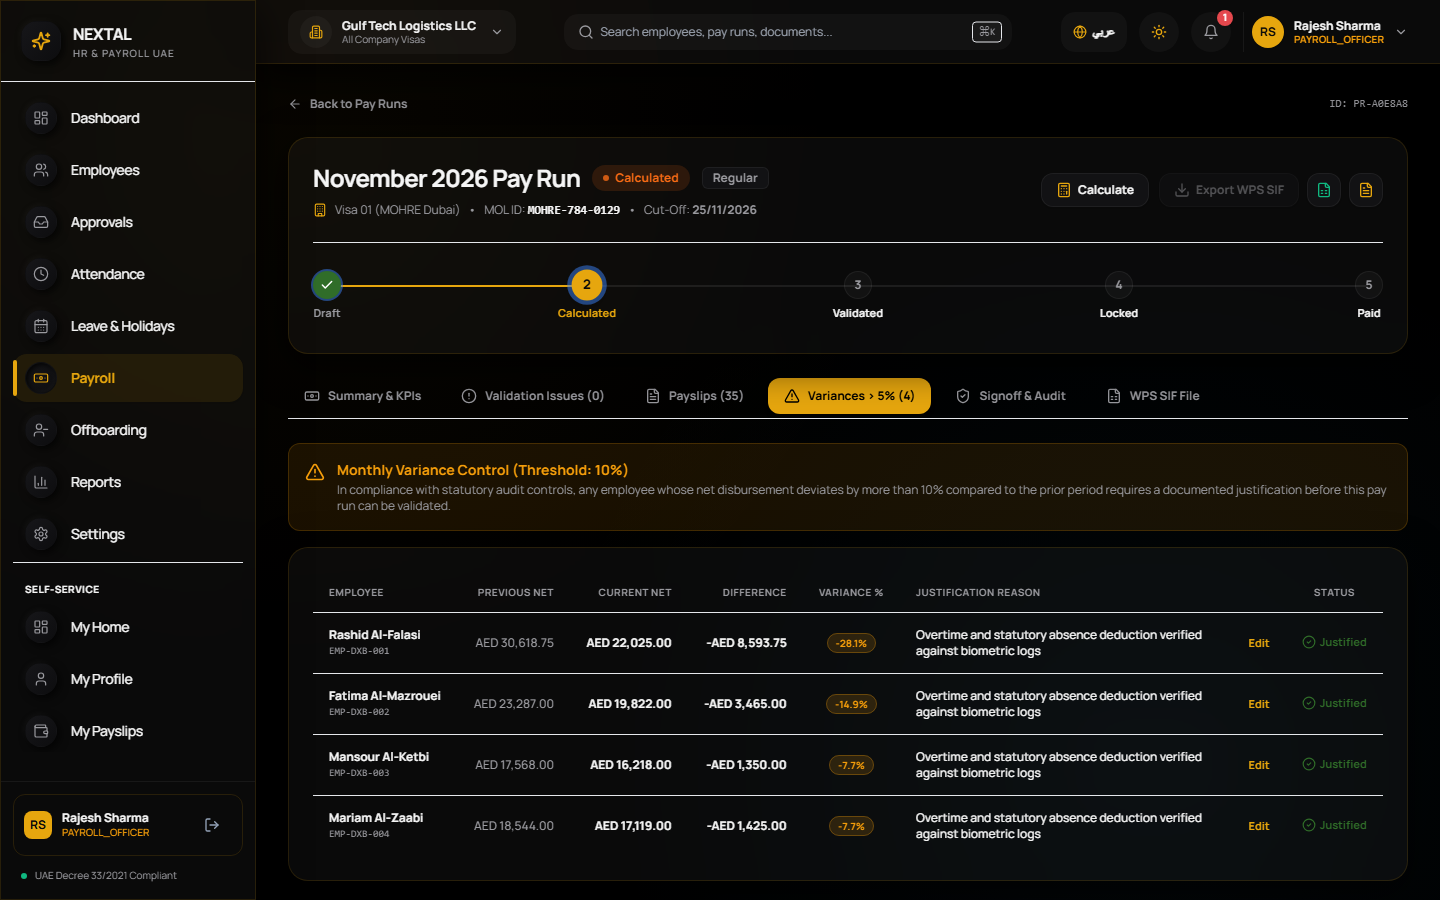 NEXTAL
HR & PAYROLL UAE
Gulf Tech Logistics LLC
All Company Visas
Search employees, pay runs, documents...
⌘K
عربي
1
RS
Rajesh Sharma
PAYROLL_OFFICER
Dashboard
Employees
Approvals
Attendance
Leave & Holidays
Payroll
Offboarding
Reports
Settings
SELF-SERVICE
My Home
My Profile
My Payslips
RS
Rajesh Sharma
PAYROLL_OFFICER
UAE Decree 33/2021 Compliant
Back to Pay Runs
ID: PR-A0E8A8
November 2026 Pay Run
Calculated
Regular
Visa 01 (MOHRE Dubai) • MOL ID: MOHRE-784-0129 • Cut-Off: 25/11/2026
Calculate
Export WPS SIF
2
3
4
5
Draft
Calculated
Validated
Locked
Paid
Summary & KPIs
Validation Issues (0)
Payslips (35)
Variances > 5% (4)
Signoff & Audit
WPS SIF File
Monthly Variance Control (Threshold: 10%)
In compliance with statutory audit controls, any employee whose net disbursement deviates by more than 10% compared to the prior period requires a documented justification before this pay
run can be validated.
EMPLOYEE PREVIOUS NET CURRENT NET DIFFERENCE VARIANCE % JUSTIFICATION REASON STATUS
Rashid Al-Falasi
EMP-DXB-001
AED 30,618.75 AED 22,025.00 -AED 8,593.75 -28.1%
Overtime and statutory absence deduction verified
against biometric logs
Edit Justified
Fatima Al-Mazrouei
EMP-DXB-002
AED 23,287.00 AED 19,822.00 -AED 3,465.00 -14.9%
Overtime and statutory absence deduction verified
against biometric logs
Edit Justified
Mansour Al-Ketbi
EMP-DXB-003
AED 17,568.00 AED 16,218.00 -AED 1,350.00 -7.7%
Overtime and statutory absence deduction verified
against biometric logs
Edit Justified
Mariam Al-Zaabi
EMP-DXB-004
AED 18,544.00 AED 17,119.00 -AED 1,425.00 -7.7%
Overtime and statutory absence deduction verified
against biometric logs
Edit Justified